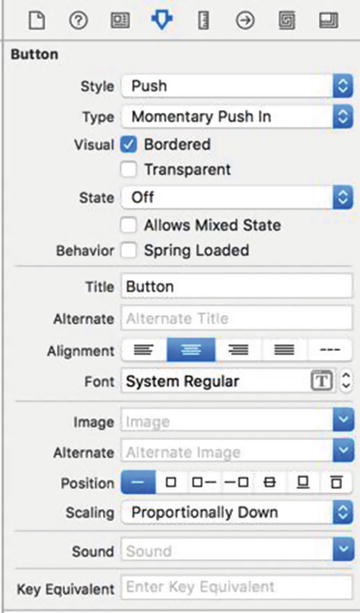 Button
Style Push
Type Momentary Push In
Visual Bordered
Transparent
State Off
Allows Mixed State
Behavior Spring Loaded
Title Button
Alternate Alternate Title
Alignment
Font System Regular T
Image Image
Alternate Alternate Image
Position
Scaling Proportionally Down
Sound Sound
Key Equivalent Enter Key Equivalent